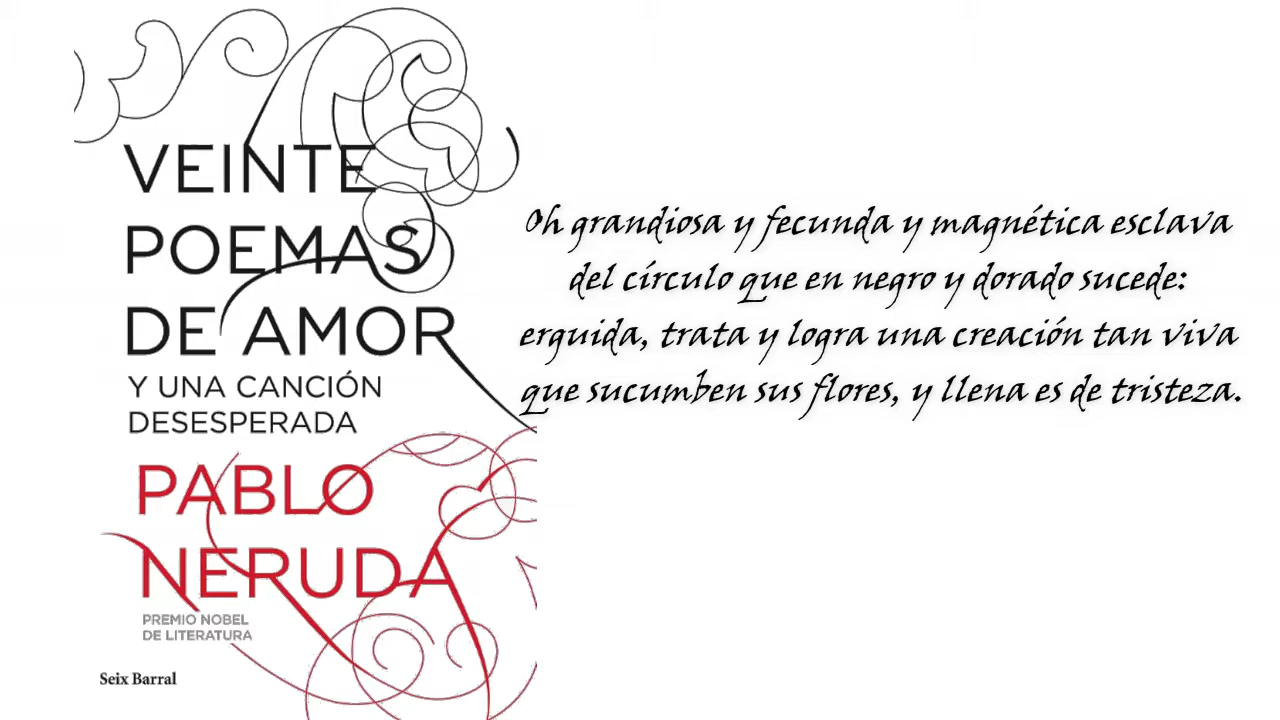 VEINTE
POEMAS
DE AMOR
Y UNA CANCIÓN
DESESPERADA
PABLO
NERUDA
PREMIO NOBEL
DE LITERATURA
Seix Barral
Oh grandiosa y fecunda y magnética esclava
del círculo que en negro y dorado sucede:
erguida, trata y logra una creación tan viva
que sucumben sus flores, y llena es de tristeza.